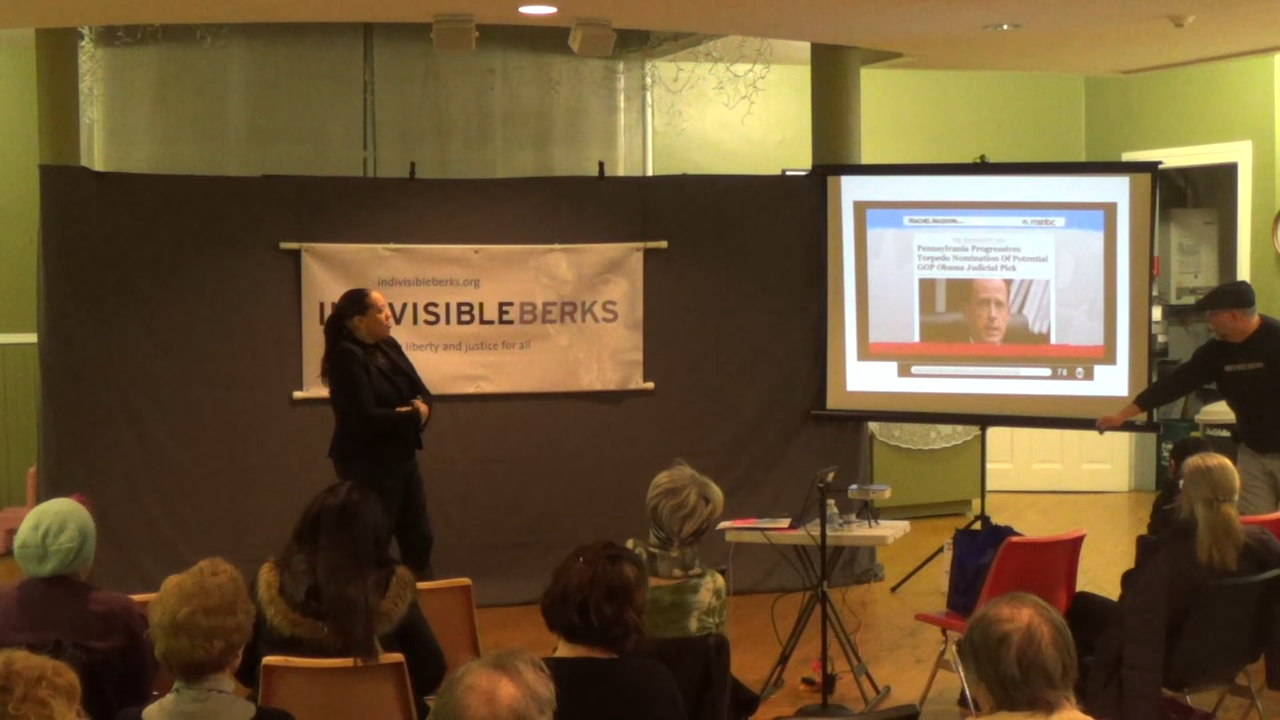 indivisibleberks.org
VISIBLEBERKS
liberty and justice for all
RACHEL MADDOW
msnbc
Pennsylvania Progressives
Torpedo Nomination Of Potential
GOP Obama Judicial Pick